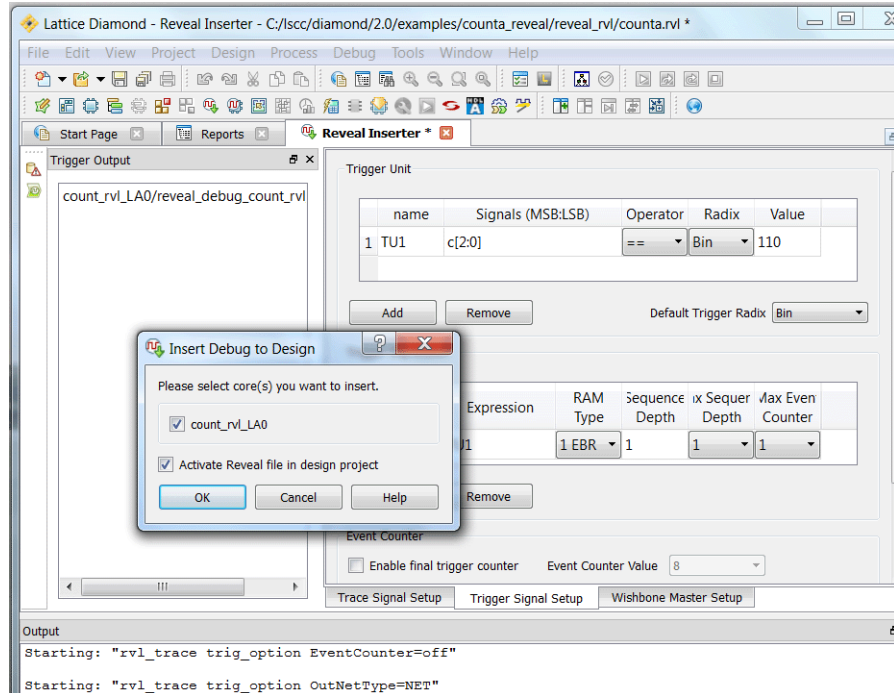 Lattice Diamond - Reveal Inserter - C:/lscc/diamond/2.0/examples/counta_reveal/reveal_rvl/counta.rvl *
File Edit View Project Design Process Debug Tools Window Help
Start Page Reports Reveal Inserter *
Trigger Output
count_rvl_LA0/reveal_debug_count_rvl
Trigger Unit
name Signals (MSB:LSB) Operator Radix Value
1 TU1 c[2:0] == Bin 110
Add Remove Default Trigger Radix Bin
Insert Debug to Design
Please select core(s) you want to insert.
count_rvl_LA0
Activate Reveal file in design project
OK Cancel Help
Expression RAM Type Sequence Depth ıx Sequer Depth Max Even Counter
1 EBR 1 1 1
Remove
Event Counter
Enable final trigger counter Event Counter Value 8
Trace Signal Setup Trigger Signal Setup Wishbone Master Setup
Output
Starting: "rvl_trace trig_option EventCounter=off"
Starting: "rvl_trace trig_option OutNetType=NET"